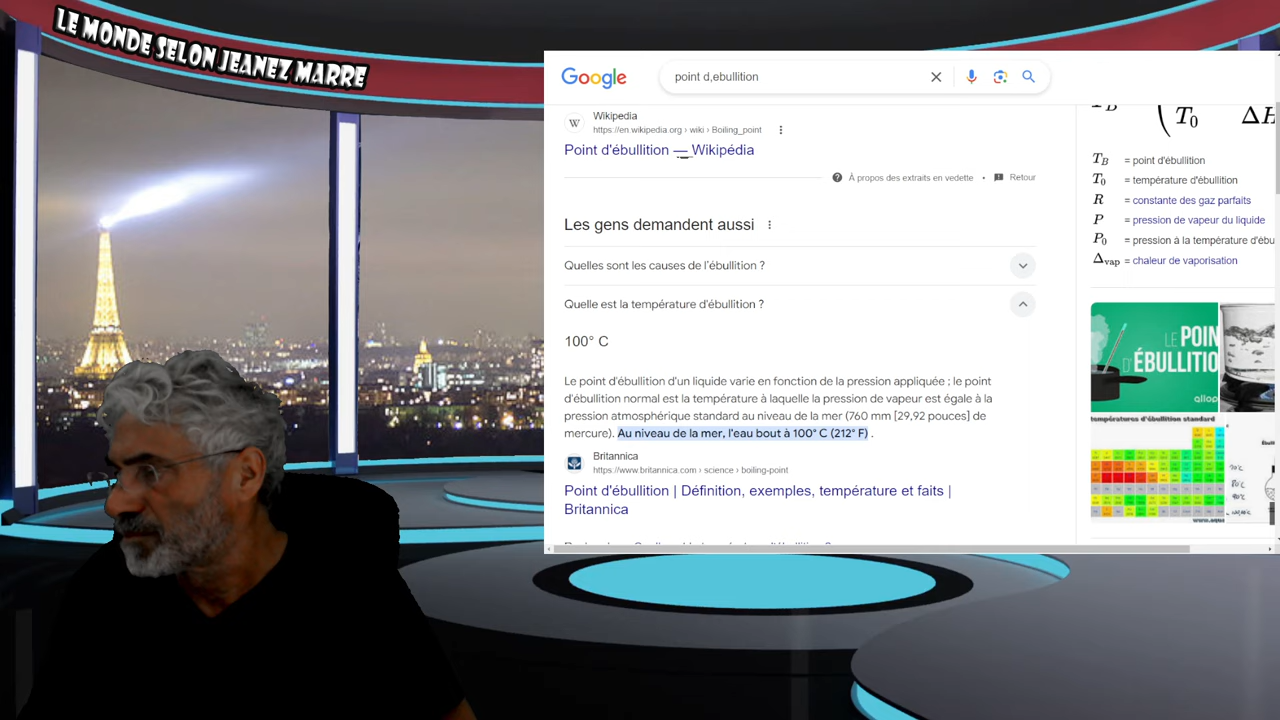 LE MONDE SELON JEANEZ MARRE
Google
point d,ebullition
W
Wikipedia
https://en.wikipedia.org › wiki › Boiling_point
Point d'ébullition — Wikipédia
À propos des extraits en vedette • Retour
Les gens demandent aussi
Quelles sont les causes de l'ébullition ?
Quelle est la température d'ébullition ?
100° C
Le point d'ébullition d'un liquide varie en fonction de la pression appliquée ; le point
d'ébullition normal est la température à laquelle la pression de vapeur est égale à la
pression atmosphérique standard au niveau de la mer (760 mm [29,92 pouces] de
mercure). Au niveau de la mer, l'eau bout à 100° C (212° F) .
Britannica
https://www.britannica.com › science › boiling-point
Point d'ébullition | Définition, exemples, température et faits |
Britannica
T0 ΔH
TB = point d'ébullition
T0 = température d'ébullition
R = constante des gaz parfaits
P = pression de vapeur du liquide
P0 = pression à la température d'ébu
Δvap = chaleur de vaporisation
LE POIN
D'ÉBULLITIO
allop
températures d'ébullition standard